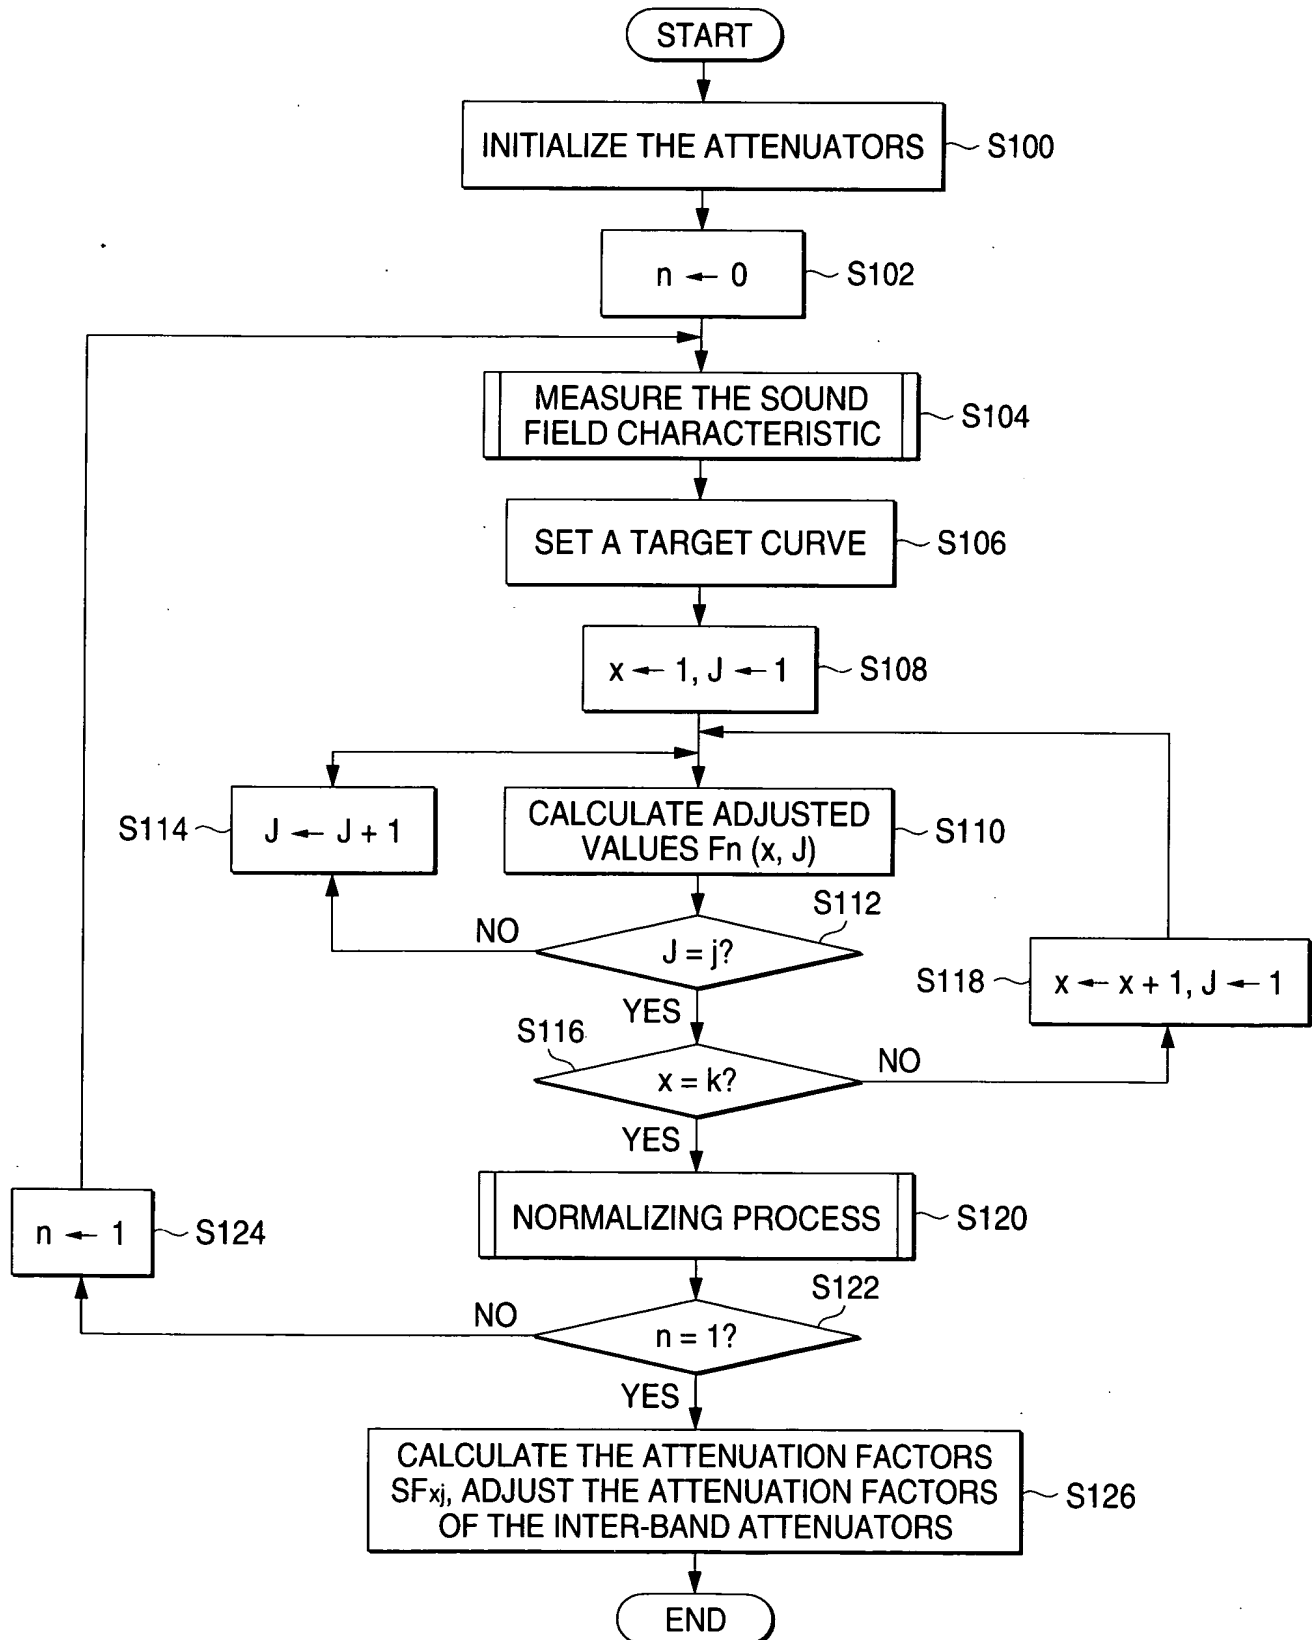 START
INITIALIZE THE ATTENUATORS
S100
n ← 0
S102
MEASURE THE SOUND
FIELD CHARACTERISTIC
S104
SET A TARGET CURVE
S106
x ← 1, J ← 1
S108
S114
J ← J + 1
CALCULATE ADJUSTED
VALUES Fn (x, J)
S110
S112
NO
J = j?
S118
x ← x + 1, J ← 1
YES
S116
x = k?
NO
YES
n ← 1
S124
NORMALIZING PROCESS
S120
S122
NO
n = 1?
YES
CALCULATE THE ATTENUATION FACTORS
SFxj, ADJUST THE ATTENUATION FACTORS
OF THE INTER-BAND ATTENUATORS
S126
END